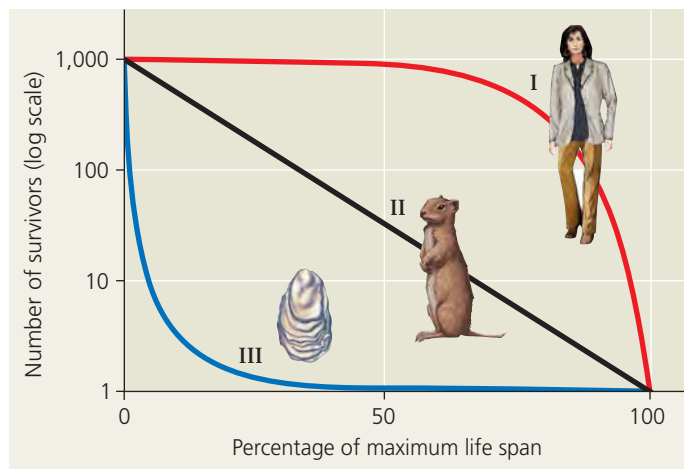 Number of survivors (log scale)
1,000
100
10
1
I
II
III
0
50
100
Percentage of maximum life span